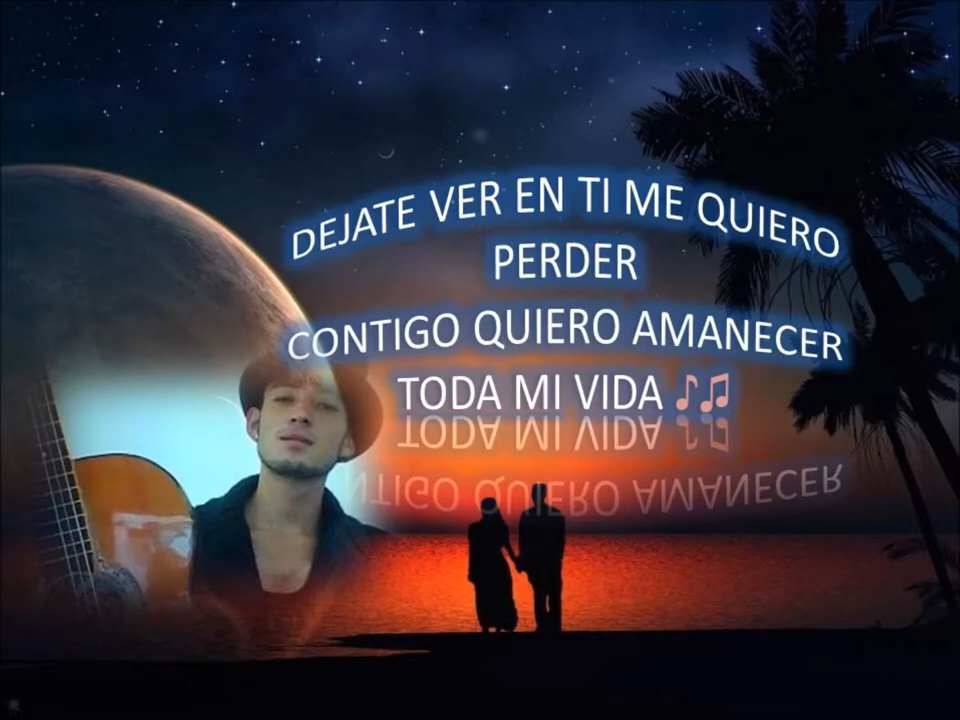 DEJATE VER EN TI ME QUIERO
PERDER
CONTIGO QUIERO AMANECER
TODA MI VIDA 🎵🎶